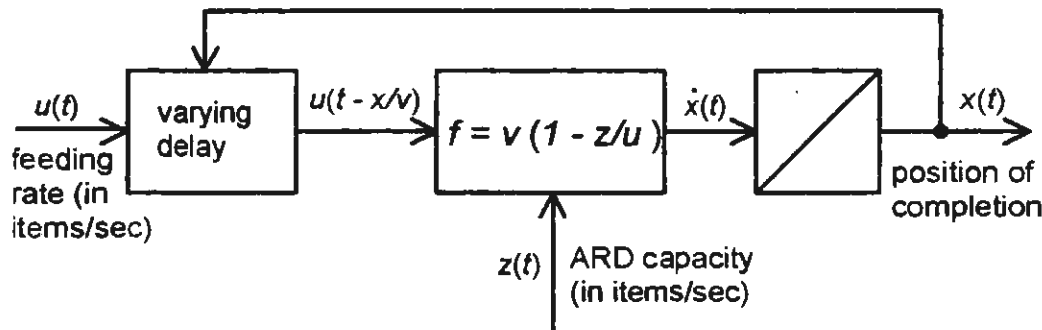 u(t)
feeding
rate (in
items/sec)
varying
delay
u(t - x/v)
f = v (1 - z/u )
ẋ(t)
x(t)
position of
completion
z(t)
ARD capacity
(in items/sec)